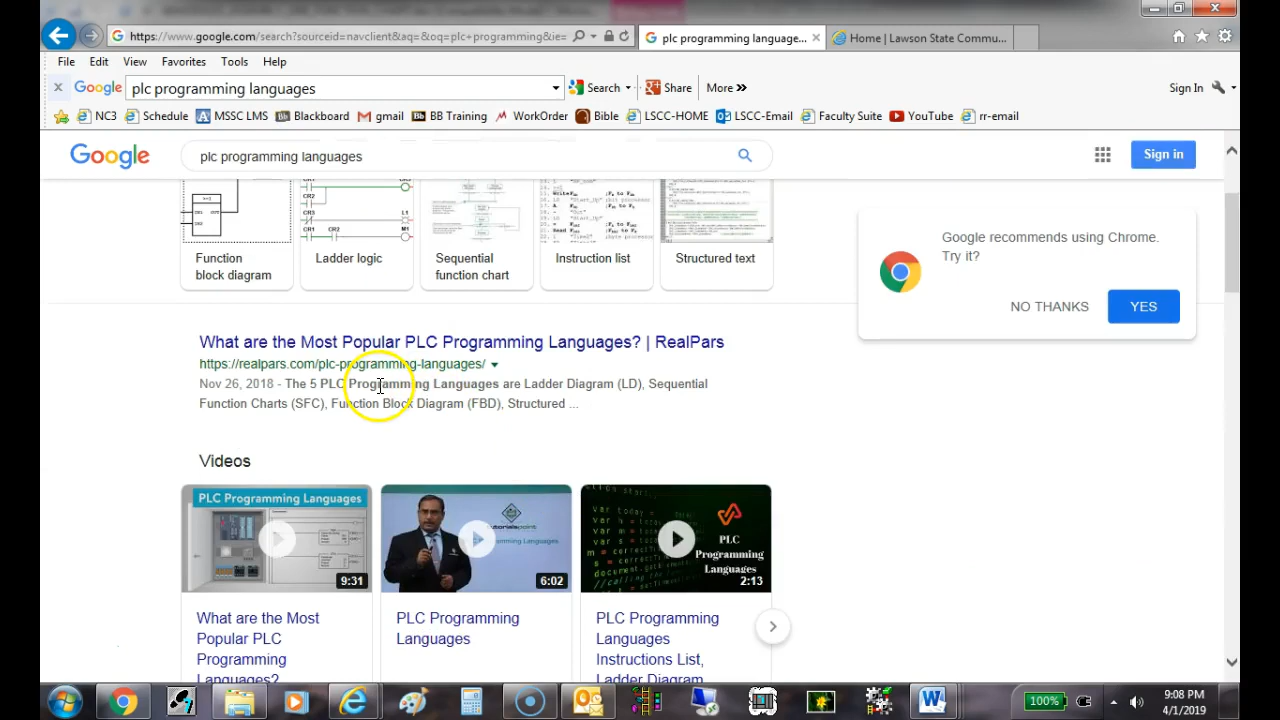 https://www.google.com/search?sourceid=navclient&aq=&oq=plc+programming&ie=
plc programming language...
Home | Lawson State Commu...
File Edit View Favorites Tools Help
Google plc programming languages Search Share More » Sign In
NC3 Schedule MSSC LMS Blackboard gmail BB Training WorkOrder Bible LSCC-HOME LSCC-Email Faculty Suite YouTube rr-email
Google plc programming languages Sign in
Function
block diagram
Ladder logic
Sequential
function chart
Instruction list
Structured text
Google recommends using Chrome.
Try it?
NO THANKS YES
What are the Most Popular PLC Programming Languages? | RealPars
https://realpars.com/plc-programming-languages/
Nov 26, 2018 - The 5 PLC Programming Languages are Ladder Diagram (LD), Sequential
Function Charts (SFC), Function Block Diagram (FBD), Structured ...
Videos
PLC Programming Languages
9:31
6:02
PLC
Programming
Languages
2:13
What are the Most
Popular PLC
Programming
Languages?
PLC Programming
Languages
PLC Programming
Languages
Instructions List,
Ladder Diagram
100%
9:08 PM
4/1/2019